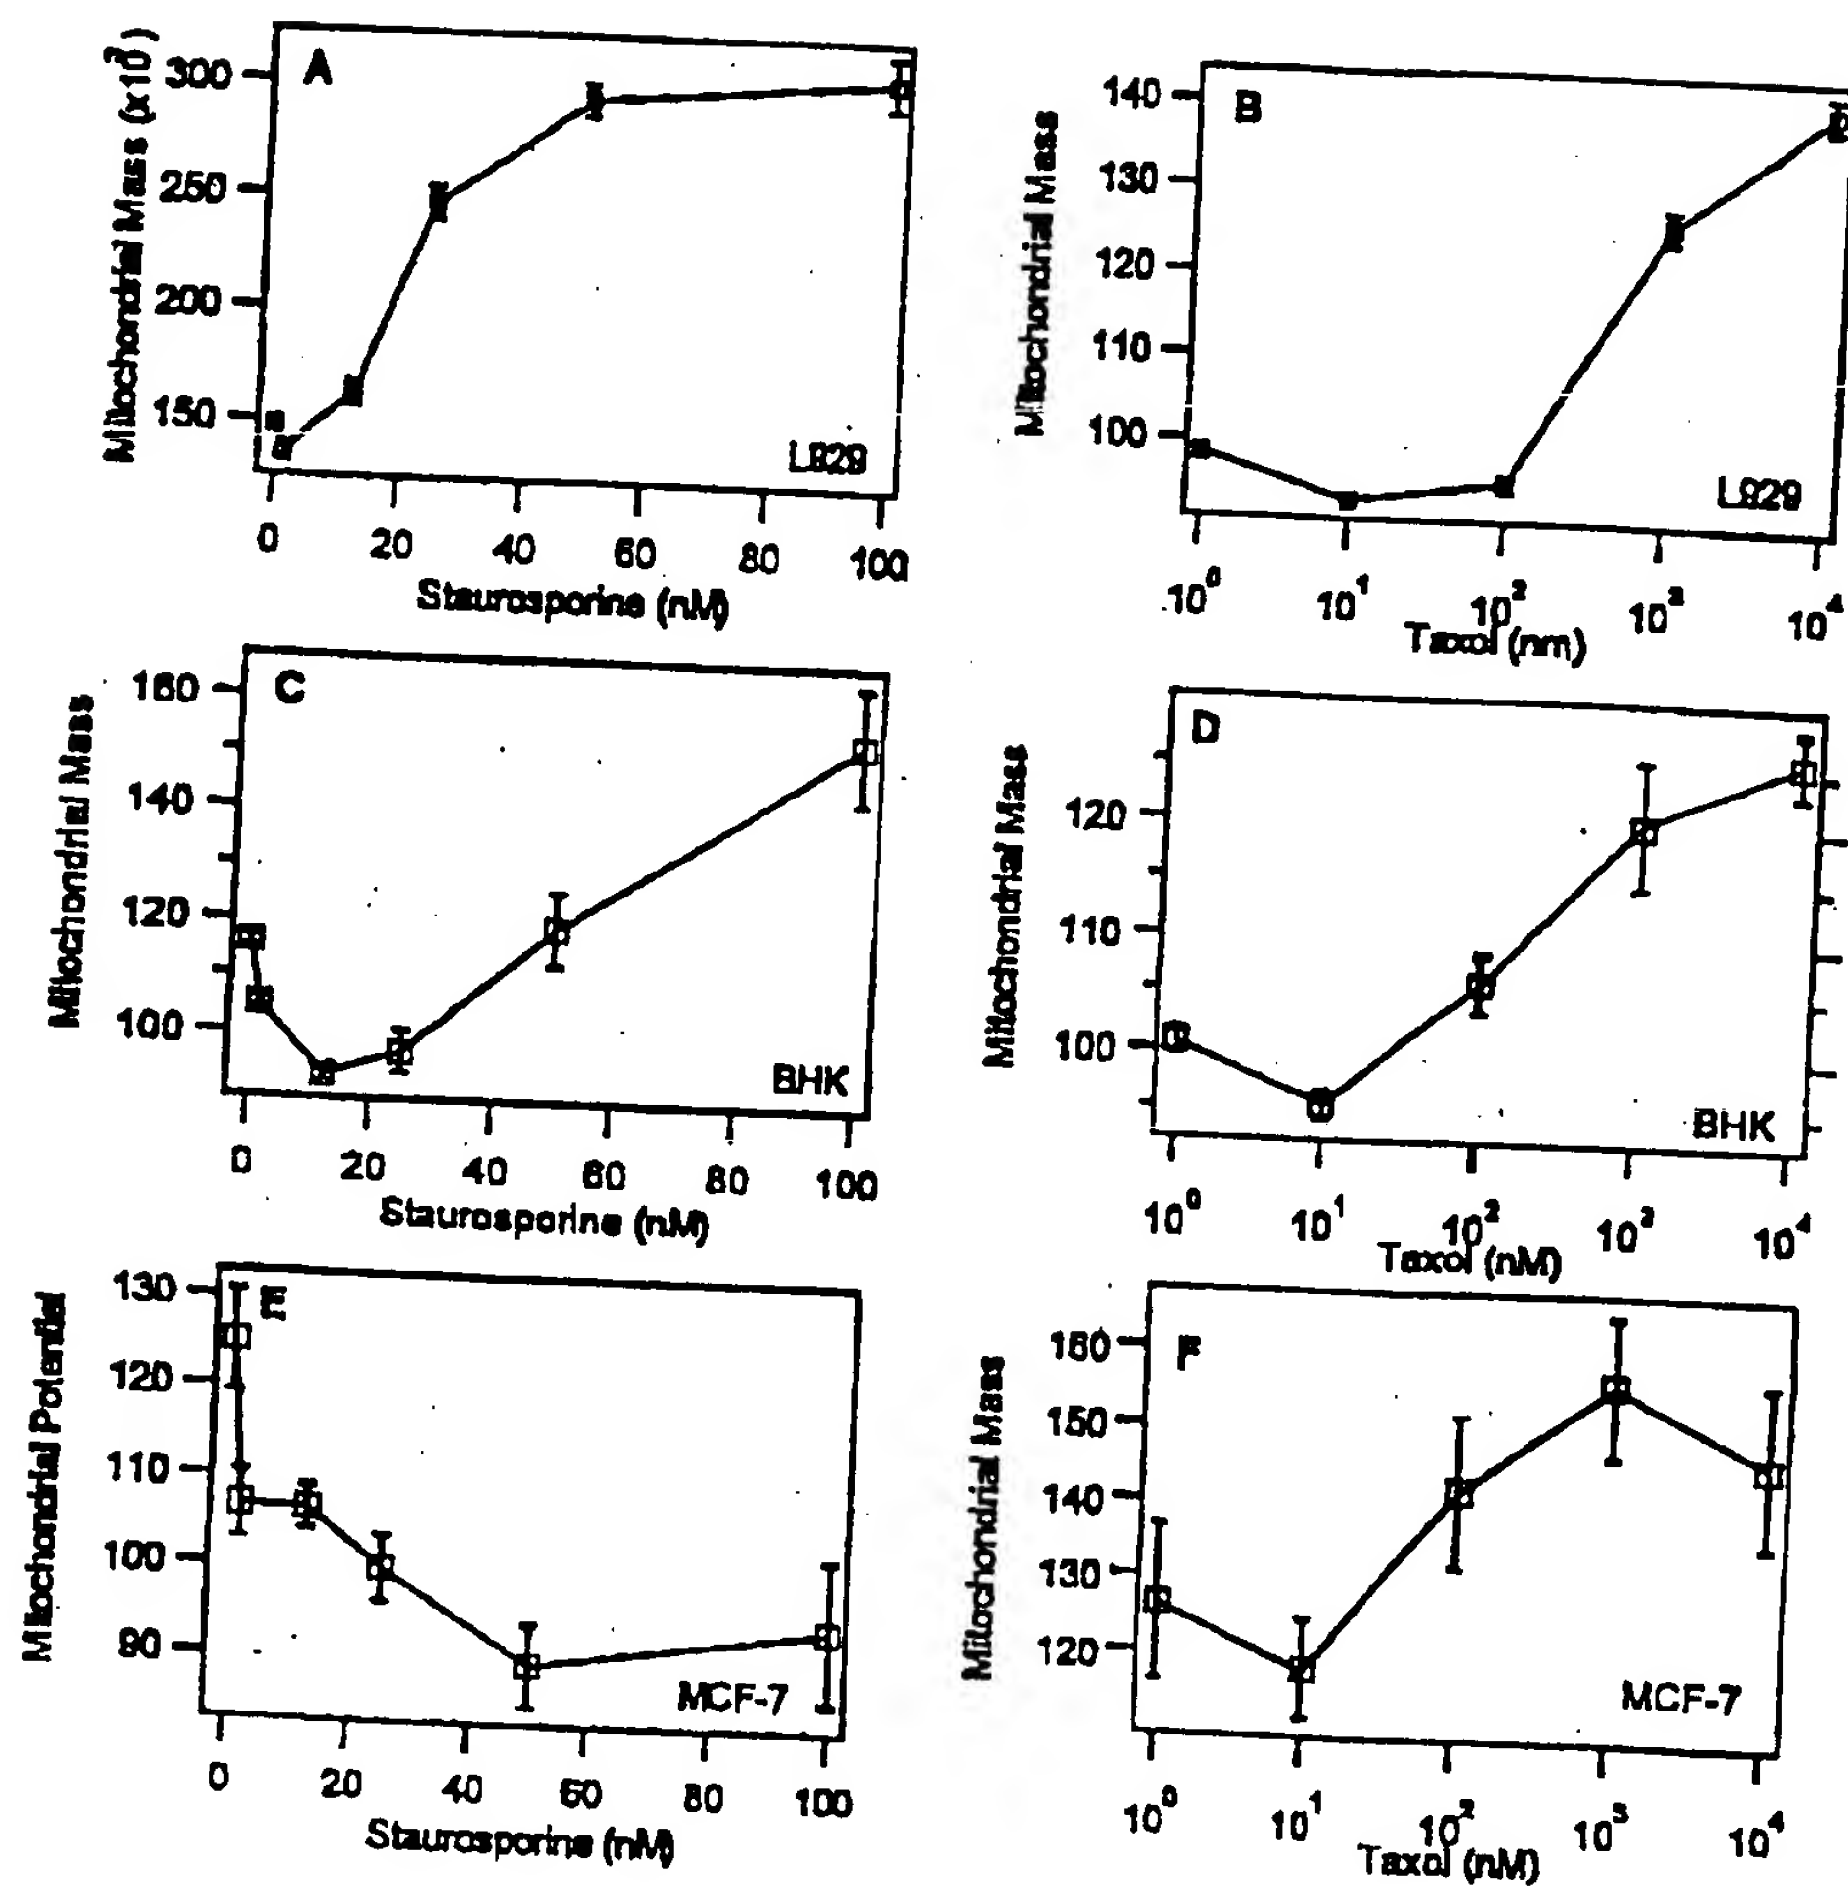 A
Mitochondrial Mass (x10³)
300
250
200
150
L929
0 20 40 60 80 100
Staurosporine (nM)
B
Mitochondrial Mass
140
130
120
110
100
L929
10⁰ 10¹ 10² 10³ 10⁴
Taxol (nm)
C
Mitochondrial Mass
160
140
120
100
BHK
0 20 40 60 80 100
Staurosporine (nM)
D
Mitochondrial Mass
120
110
100
BHK
10⁰ 10¹ 10² 10³ 10⁴
Taxol (nM)
E
Mitochondrial Potential
130
120
110
100
90
MCF-7
0 20 40 60 80 100
Staurosporine (nM)
F
Mitochondrial Mass
160
150
140
130
120
MCF-7
10⁰ 10¹ 10² 10³ 10⁴
Taxol (nM)